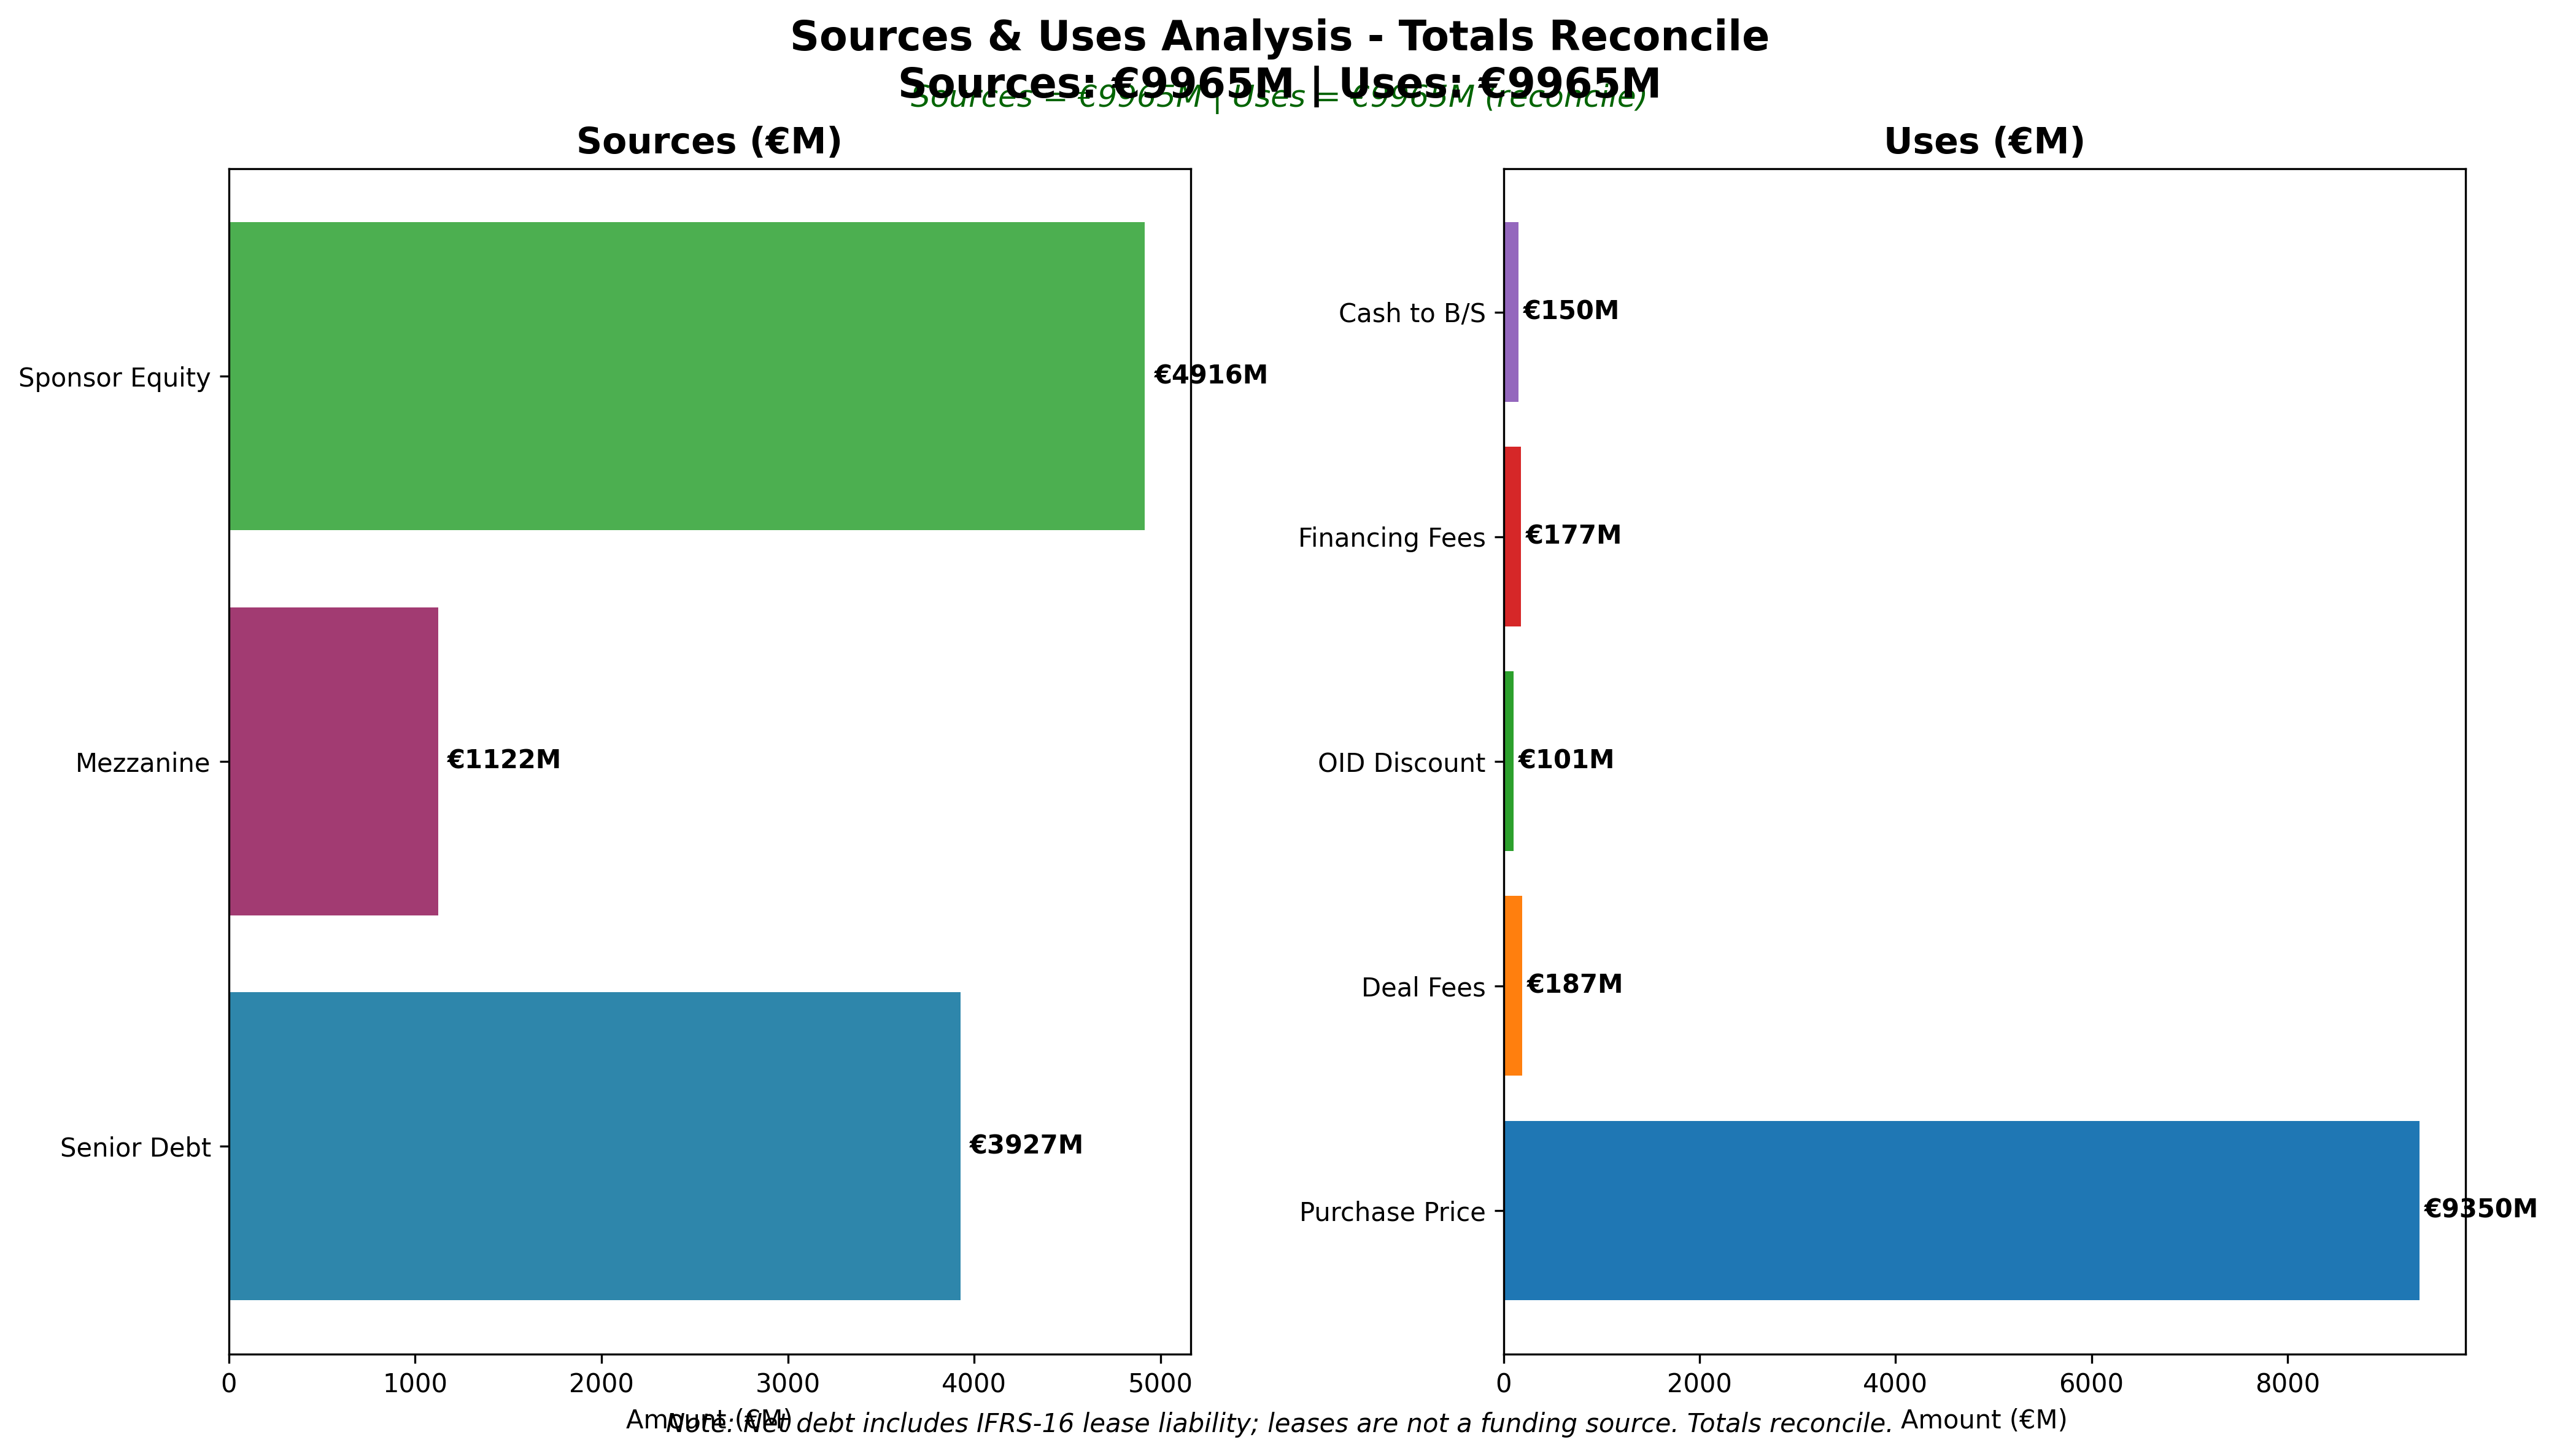 Sources & Uses Analysis - Totals Reconcile
Sources: €9965M | Uses: €9965M
Sources = €9965M | Uses = €9965M (reconcile)
Sources (€M)
Sponsor Equity
€4916M
Mezzanine
€1122M
Senior Debt
€3927M
0 1000 2000 3000 4000 5000
Amount (€M)
Uses (€M)
Cash to B/S
€150M
Financing Fees
€177M
OID Discount
€101M
Deal Fees
€187M
Purchase Price
€9350M
0 2000 4000 6000 8000
Amount (€M)
Note: Net debt includes IFRS-16 lease liability; leases are not a funding source. Totals reconcile.